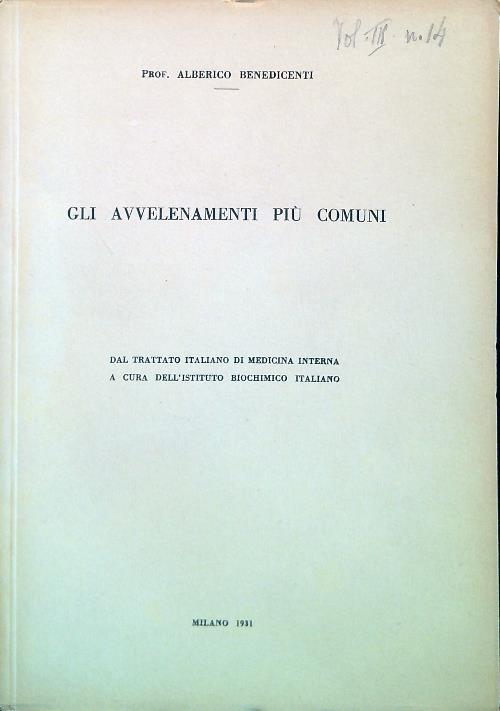 Vol. III n. 14
PROF. ALBERICO BENEDICENTI
GLI AVVELENAMENTI PIÙ COMUNI
DAL TRATTATO ITALIANO DI MEDICINA INTERNA
A CURA DELL'ISTITUTO BIOCHIMICO ITALIANO
MILANO 1931